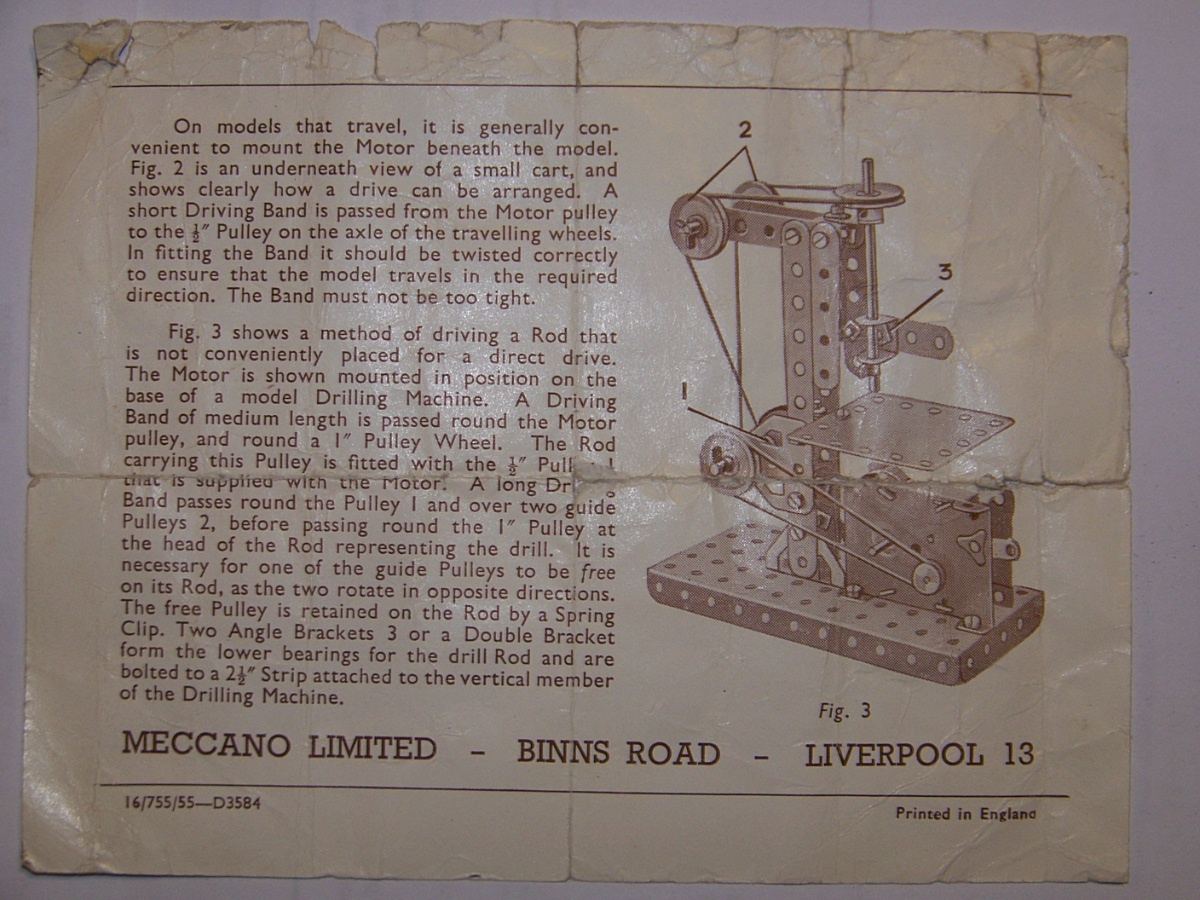 On models that travel, it is generally con-
venient to mount the Motor beneath the model.
Fig. 2 is an underneath view of a small cart, and
shows clearly how a drive can be arranged. A
short Driving Band is passed from the Motor pulley
to the ½″ Pulley on the axle of the travelling wheels.
In fitting the Band it should be twisted correctly
to ensure that the model travels in the required
direction. The Band must not be too tight.
Fig. 3 shows a method of driving a Rod that
is not conveniently placed for a direct drive.
The Motor is shown mounted in position on the
base of a model Drilling Machine. A Driving
Band of medium length is passed round the Motor
pulley, and round a 1″ Pulley Wheel. The Rod
carrying this Pulley is fitted with the ½″ Pull
that is supplied with the Motor. A long Dr g
Band passes round the Pulley 1 and over two guide
Pulleys 2, before passing round the 1″ Pulley at
the head of the Rod representing the drill. It is
necessary for one of the guide Pulleys to be free
on its Rod, as the two rotate in opposite directions.
The free Pulley is retained on the Rod by a Spring
Clip. Two Angle Brackets 3 or a Double Bracket
form the lower bearings for the drill Rod and are
bolted to a 2½″ Strip attached to the vertical member
of the Drilling Machine.
2
3
1
Fig. 3
MECCANO LIMITED - BINNS ROAD - LIVERPOOL 13
16/755/55—D3584
Printed in England